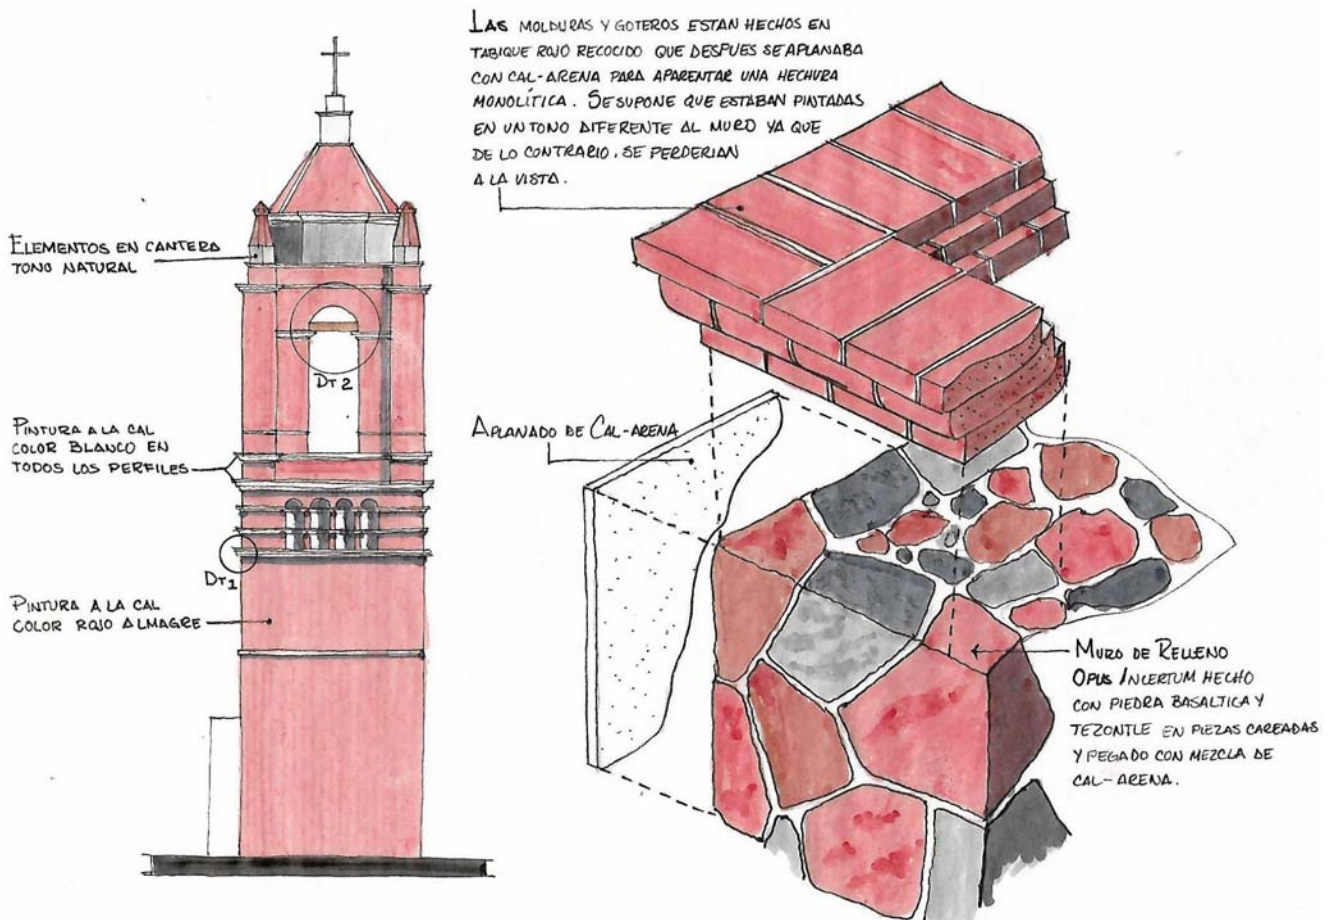 LAS MOLDURAS Y GOTEROS ESTAN HECHOS EN
TABIQUE ROJO RECOCIDO QUE DESPUES SE APLANABA
CON CAL-ARENA PARA APARENTAR UNA HECHURA
MONOLÍTICA. SE SUPONE QUE ESTABAN PINTADAS
EN UN TONO DIFERENTE AL MURO YA QUE
DE LO CONTRARIO, SE PERDERIAN
A LA VISTA.
ELEMENTOS EN CANTERA
TONO NATURAL
DT2
PINTURA A LA CAL
COLOR BLANCO EN
TODOS LOS PERFILES
DT1
PINTURA A LA CAL
COLOR ROJO ALMAGRE
APLANADO DE CAL-ARENA
MURO DE RELLENO
OPUS INCERTUM HECHO
CON PIEDRA BASALTICA Y
TEZONTLE EN PIEZAS CAREADAS
Y PEGADO CON MEZCLA DE
CAL-ARENA.